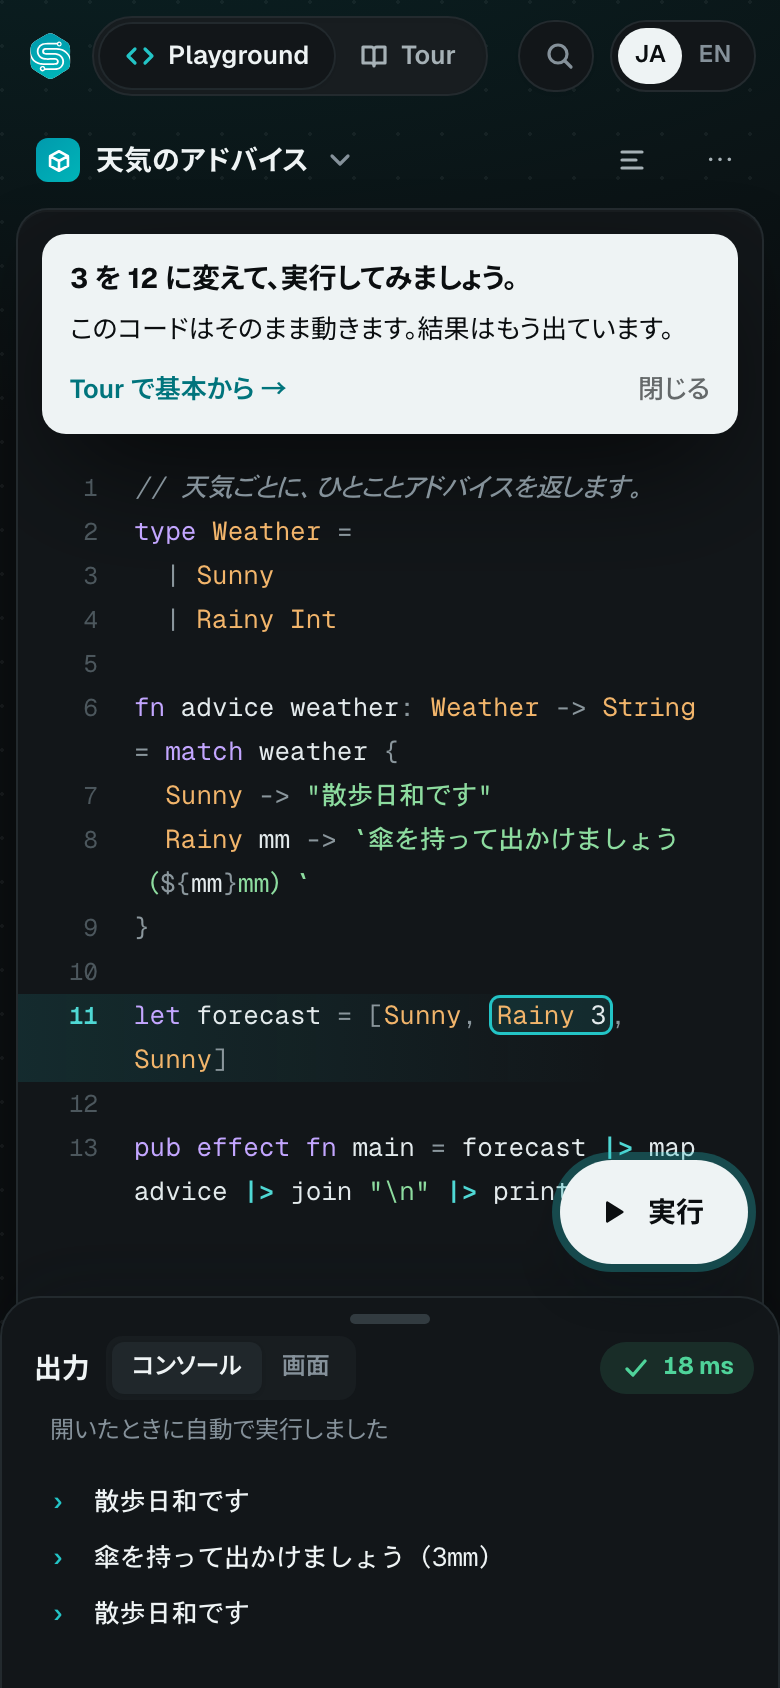 Playground
Tour
JA
EN
天気のアドバイス
3 を 12 に変えて、実行してみましょう。
このコードはそのまま動きます。結果はもう出ています。
Tour で基本から →
閉じる
1 // 天気ごとに、ひとことアドバイスを返します。
2 type Weather =
3 | Sunny
4 | Rainy Int
5
6 fn advice weather: Weather -> String
= match weather {
7 Sunny -> "散歩日和です"
8 Rainy mm -> `傘を持って出かけましょう
（${mm}mm）`
9 }
10
11 let forecast = [Sunny, Rainy 3,
Sunny]
12
13 pub effect fn main = forecast |> map
advice |> join "\n" |> print
実行
出力
コンソール
画面
18 ms
開いたときに自動で実行しました
› 散歩日和です
› 傘を持って出かけましょう（3mm）
› 散歩日和です